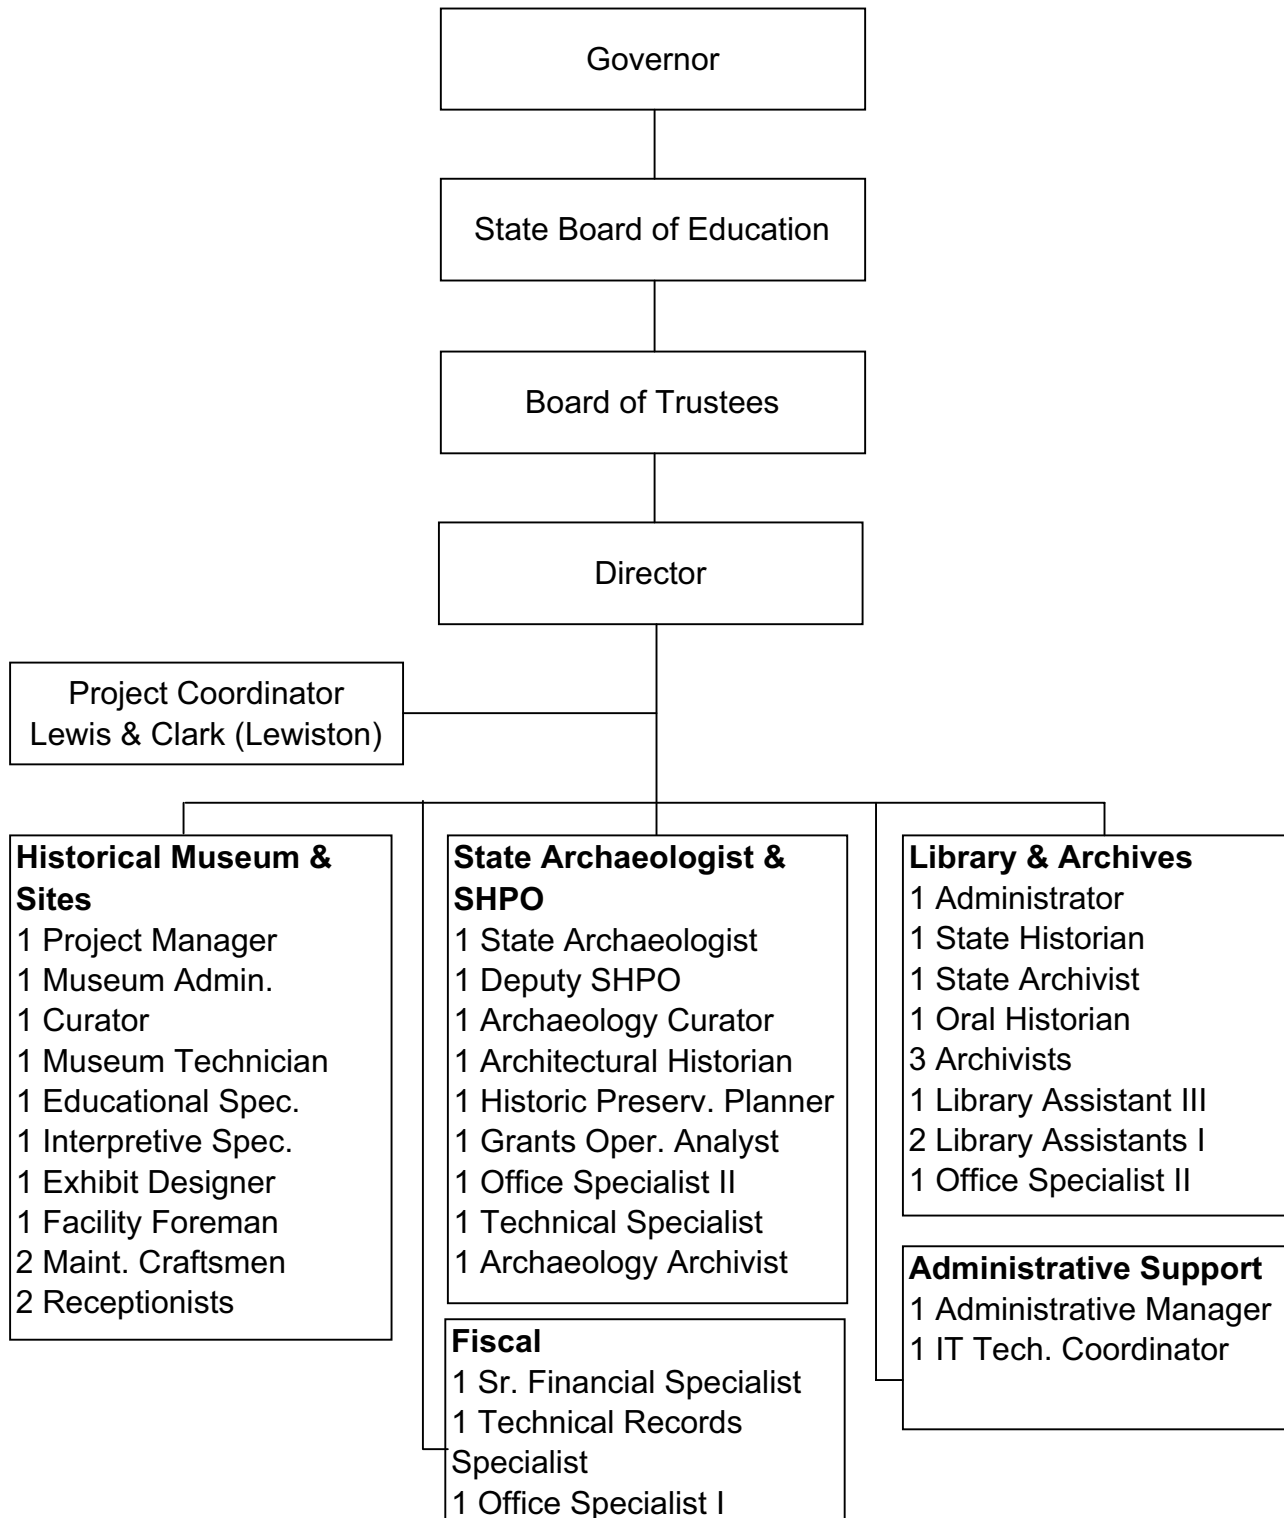 Governor
State Board of Education
Board of Trustees
Director
Project Coordinator
Lewis & Clark (Lewiston)
Historical Museum &
Sites
1 Project Manager
1 Museum Admin.
1 Curator
1 Museum Technician
1 Educational Spec.
1 Interpretive Spec.
1 Exhibit Designer
1 Facility Foreman
2 Maint. Craftsmen
2 Receptionists
State Archaeologist &
SHPO
1 State Archaeologist
1 Deputy SHPO
1 Archaeology Curator
1 Architectural Historian
1 Historic Preserv. Planner
1 Grants Oper. Analyst
1 Office Specialist II
1 Technical Specialist
1 Archaeology Archivist
Fiscal
1 Sr. Financial Specialist
1 Technical Records
Specialist
1 Office Specialist I
Library & Archives
1 Administrator
1 State Historian
1 State Archivist
1 Oral Historian
3 Archivists
1 Library Assistant III
2 Library Assistants I
1 Office Specialist II
Administrative Support
1 Administrative Manager
1 IT Tech. Coordinator